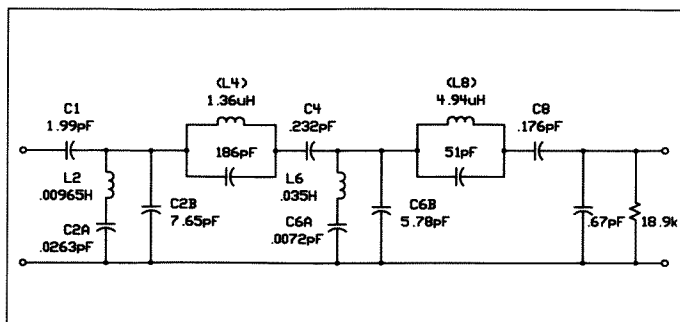 (L4)
1.36uH
(L8)
4.94uH
C1
1.99pF
C4
.232pF
C8
.176pF
186pF
51pF
L2
.00965H
L6
.035H
C2B
7.65pF
C6B
5.78pF
C2A
.0263pF
C6A
.0072pF
.67pF
18.9k